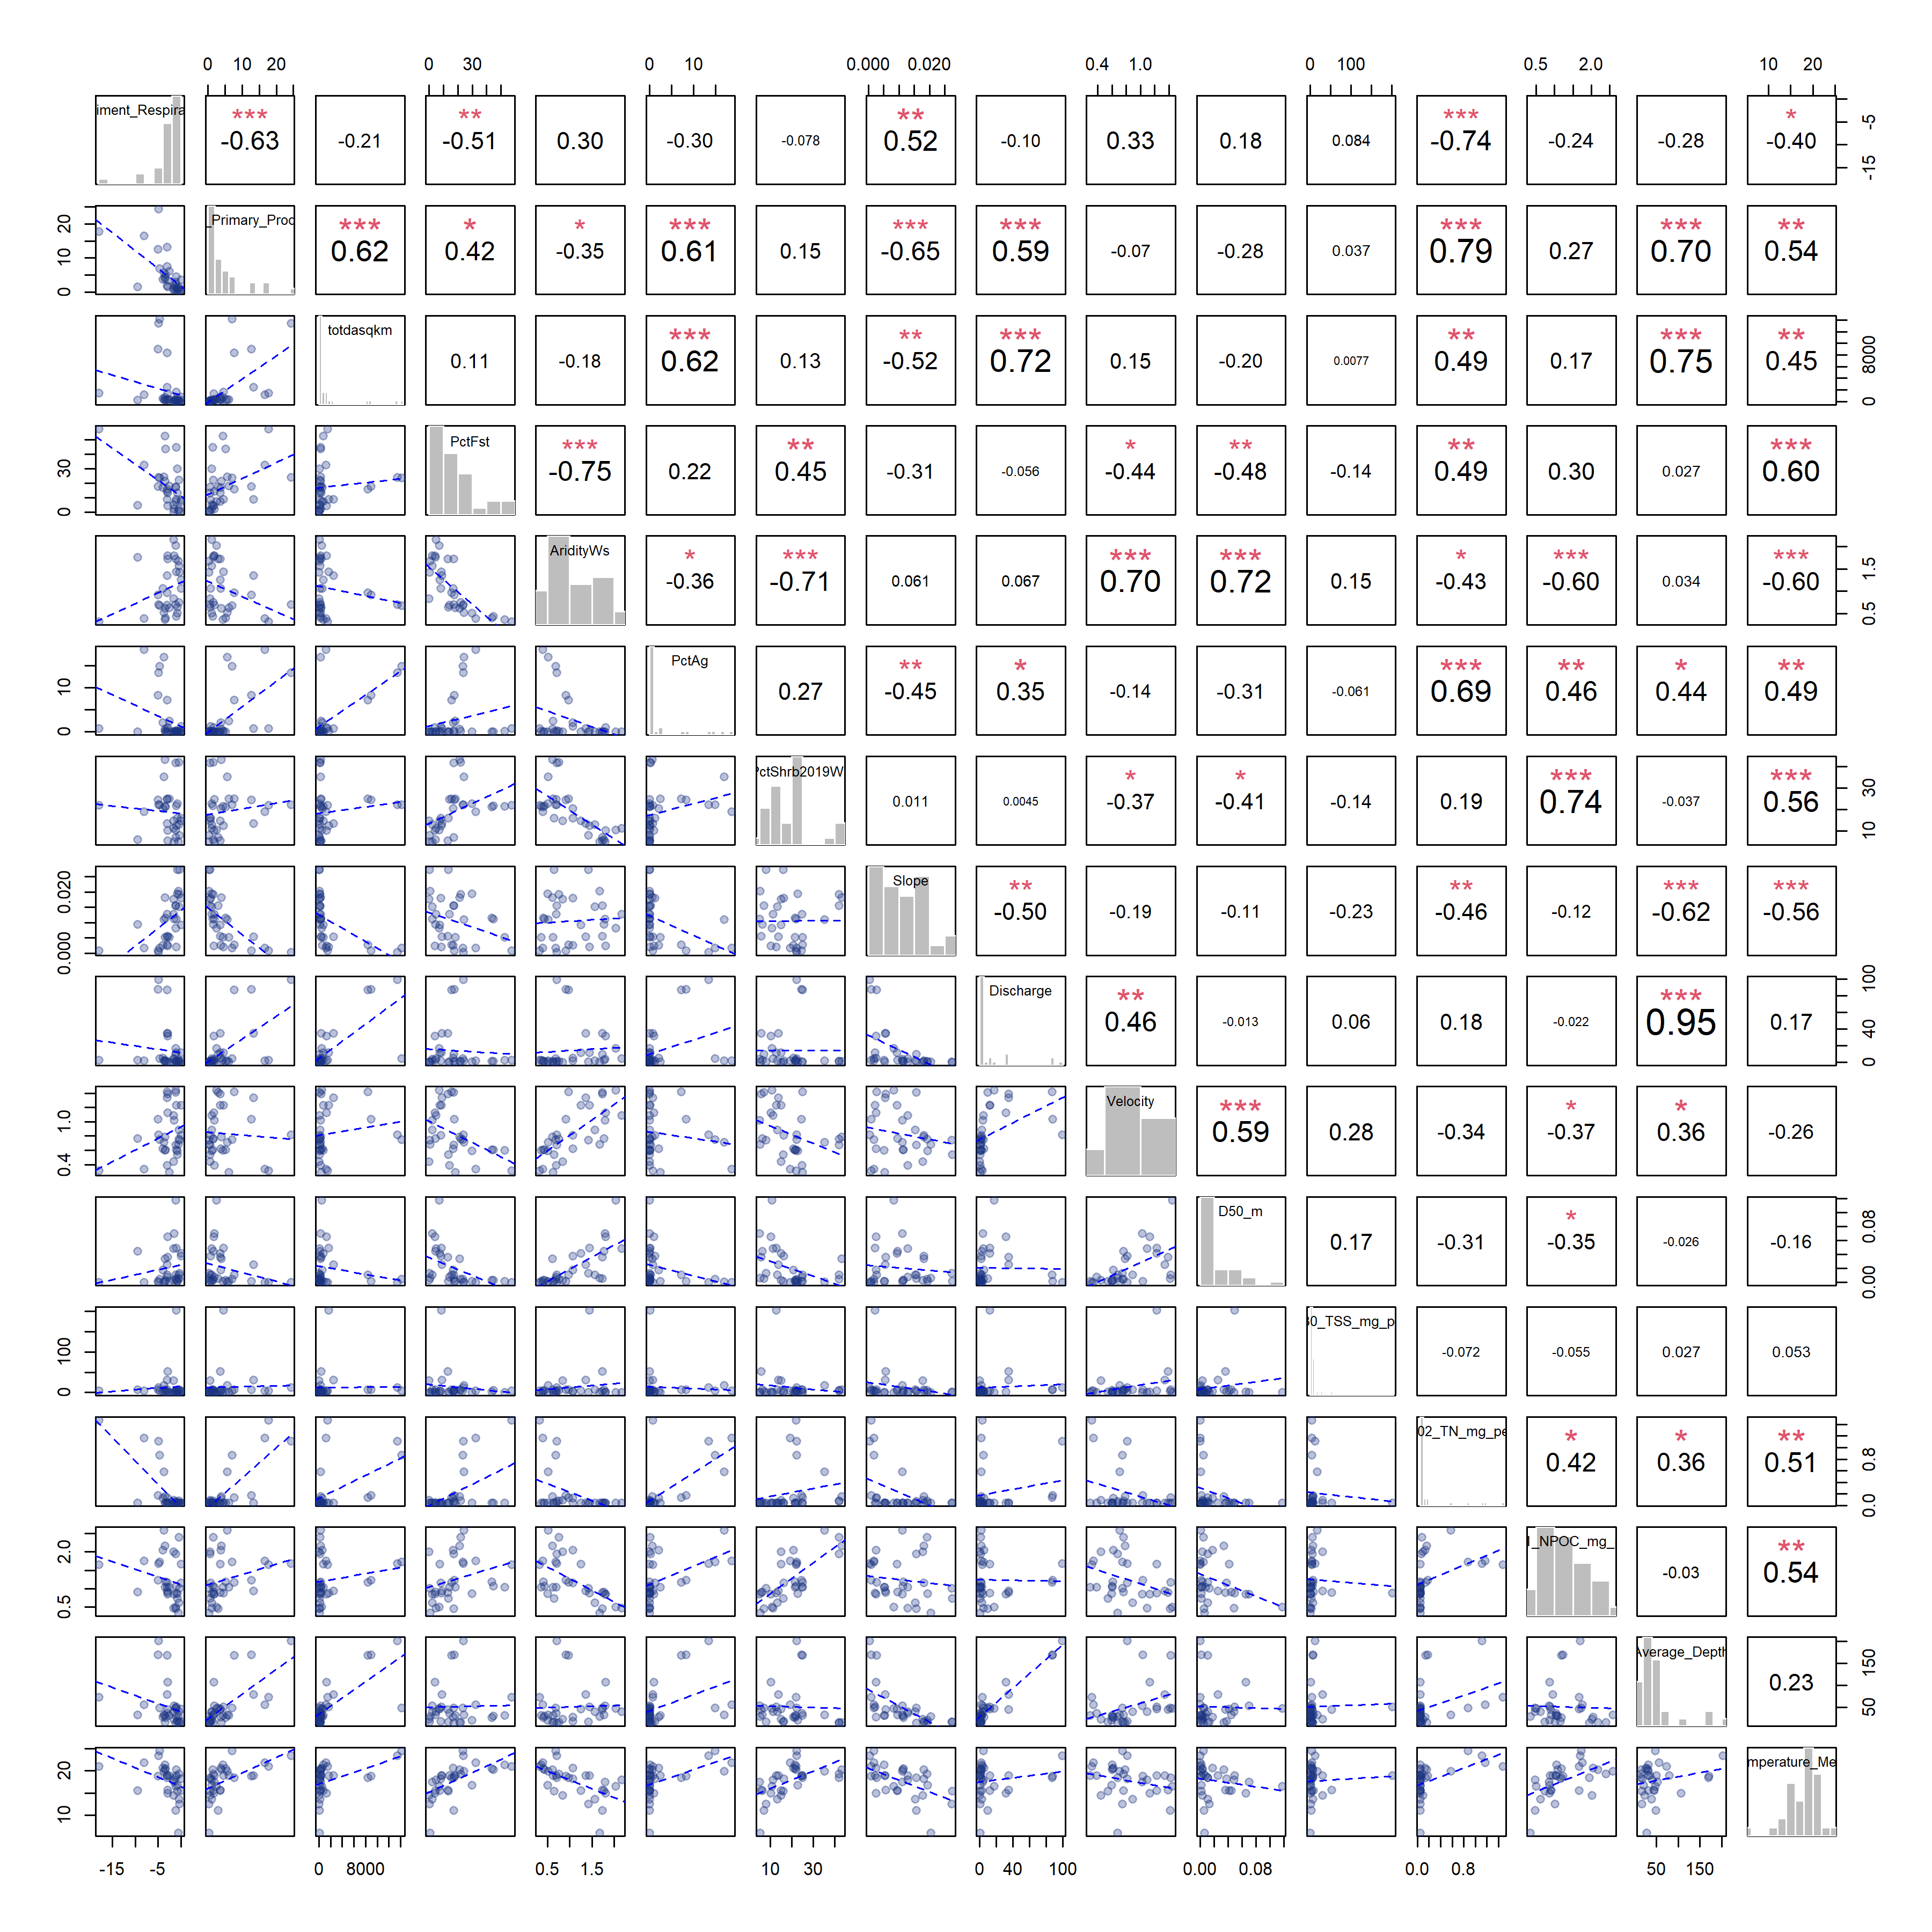 0 10 20 0 30 0 10 0.000 0.020 0.4 1.0 0 100 0.5 2.0 10 20
iment_Respira *** -0.63 -0.21 ** -0.51 0.30 -0.30 -0.078 ** 0.52 -0.10 0.33 0.18 0.084 *** -0.74 -0.24 -0.28 * -0.40 -15 -5
0 10 20 _Primary_Prod *** 0.62 * 0.42 * -0.35 *** 0.61 0.15 *** -0.65 *** 0.59 -0.07 -0.28 0.037 *** 0.79 0.27 *** 0.70 ** 0.54
totdasqkm 0.11 -0.18 *** 0.62 0.13 ** -0.52 *** 0.72 0.15 -0.20 0.0077 ** 0.49 0.17 *** 0.75 ** 0.45 0 8000
0 30 PctFst *** -0.75 0.22 ** 0.45 -0.31 -0.056 * -0.44 ** -0.48 -0.14 ** 0.49 0.30 0.027 *** 0.60
AridityWs * -0.36 *** -0.71 0.061 0.067 *** 0.70 *** 0.72 0.15 * -0.43 *** -0.60 0.034 *** -0.60 0.5 1.5
0 10 PctAg 0.27 ** -0.45 * 0.35 -0.14 -0.31 -0.061 *** 0.69 ** 0.46 * 0.44 ** 0.49
PctShrb2019W 0.011 0.0045 * -0.37 * -0.41 -0.14 0.19 *** 0.74 -0.037 *** 0.56 10 30
0.000 0.020 Slope ** -0.50 -0.19 -0.11 -0.23 ** -0.46 -0.12 *** -0.62 *** -0.56
Discharge ** 0.46 -0.013 0.06 0.18 -0.022 *** 0.95 0.17 0 40 100
0.4 1.0 Velocity *** 0.59 0.28 -0.34 * -0.37 * 0.36 -0.26
D50_m 0.17 -0.31 * -0.35 -0.026 -0.16 0.00 0.08
0 100 30_TSS_mg_p -0.072 -0.055 0.027 0.053
02_TN_mg_pe * 0.42 * 0.36 ** 0.51 0.0 0.8
0.5 2.0 I_NPOC_mg_ -0.03 ** 0.54
Average_Depth 0.23 50 150
10 20 mperature_Me
-15 -5 0 8000 0.5 1.5 10 30 0 40 100 0.00 0.08 0.0 0.8 50 150